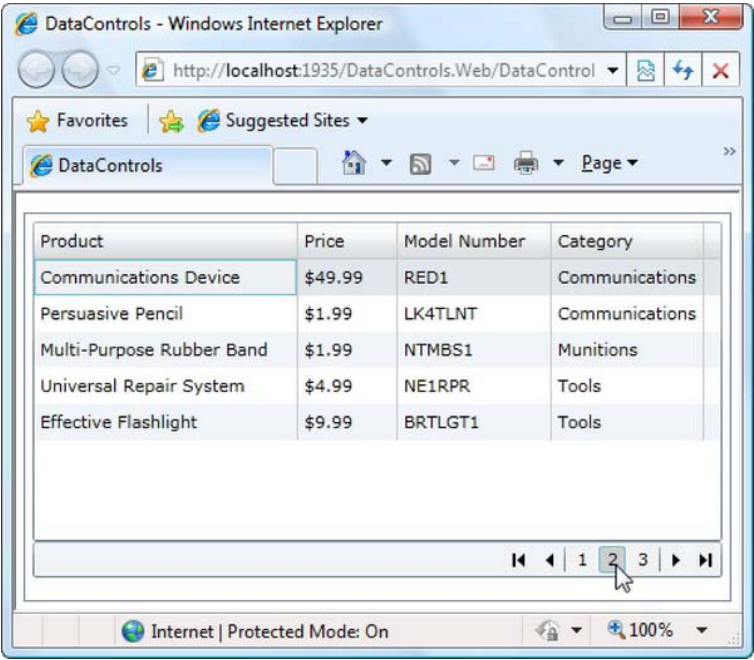 DataControls - Windows Internet Explorer
http://localhost:1935/DataControls.Web/DataControl
Favorites Suggested Sites
DataControls Page »
Product Price Model Number Category
Communications Device $49.99 RED1 Communications
Persuasive Pencil $1.99 LK4TLNT Communications
Multi-Purpose Rubber Band $1.99 NTMBS1 Munitions
Universal Repair System $4.99 NE1RPR Tools
Effective Flashlight $9.99 BRTLGT1 Tools
1 2 3
Internet | Protected Mode: On 100%